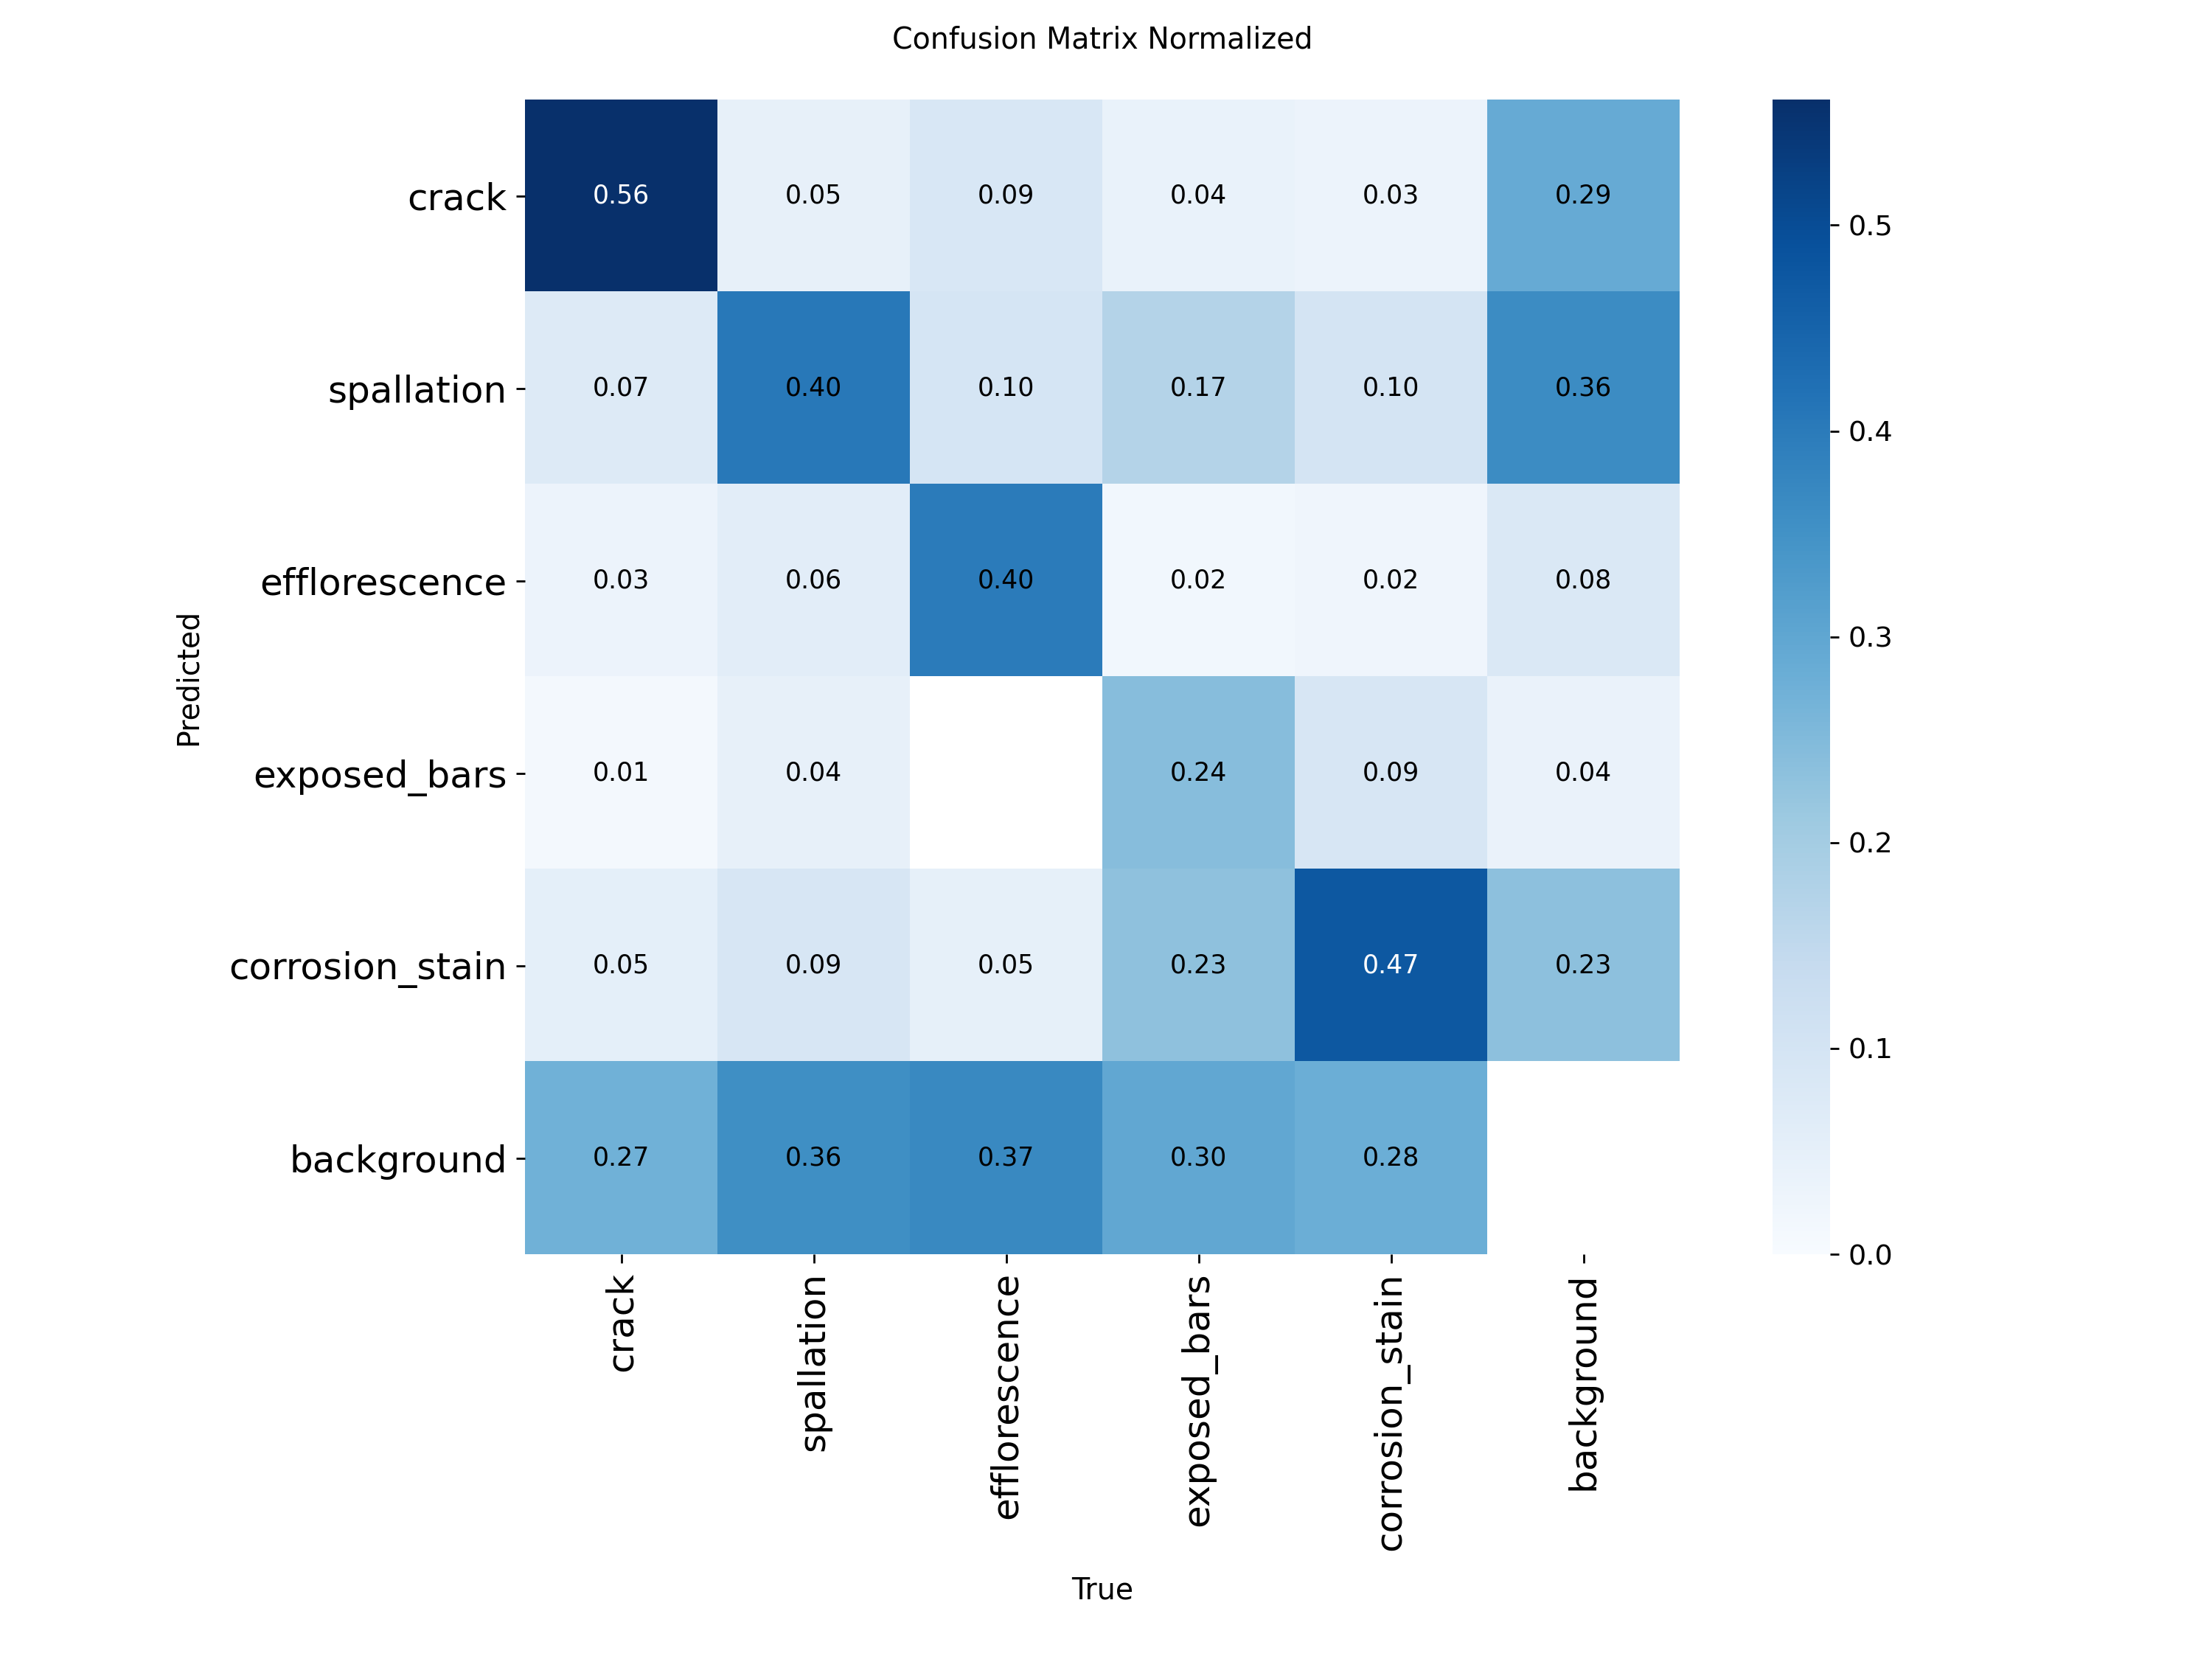 Confusion Matrix Normalized
crack 0.56 0.05 0.09 0.04 0.03 0.29
spallation 0.07 0.40 0.10 0.17 0.10 0.36
efflorescence 0.03 0.06 0.40 0.02 0.02 0.08
exposed_bars 0.01 0.04 0.24 0.09 0.04
corrosion_stain 0.05 0.09 0.05 0.23 0.47 0.23
background 0.27 0.36 0.37 0.30 0.28
Predicted
crack
spallation
efflorescence
exposed_bars
corrosion_stain
background
True
0.5
0.4
0.3
0.2
0.1
0.0